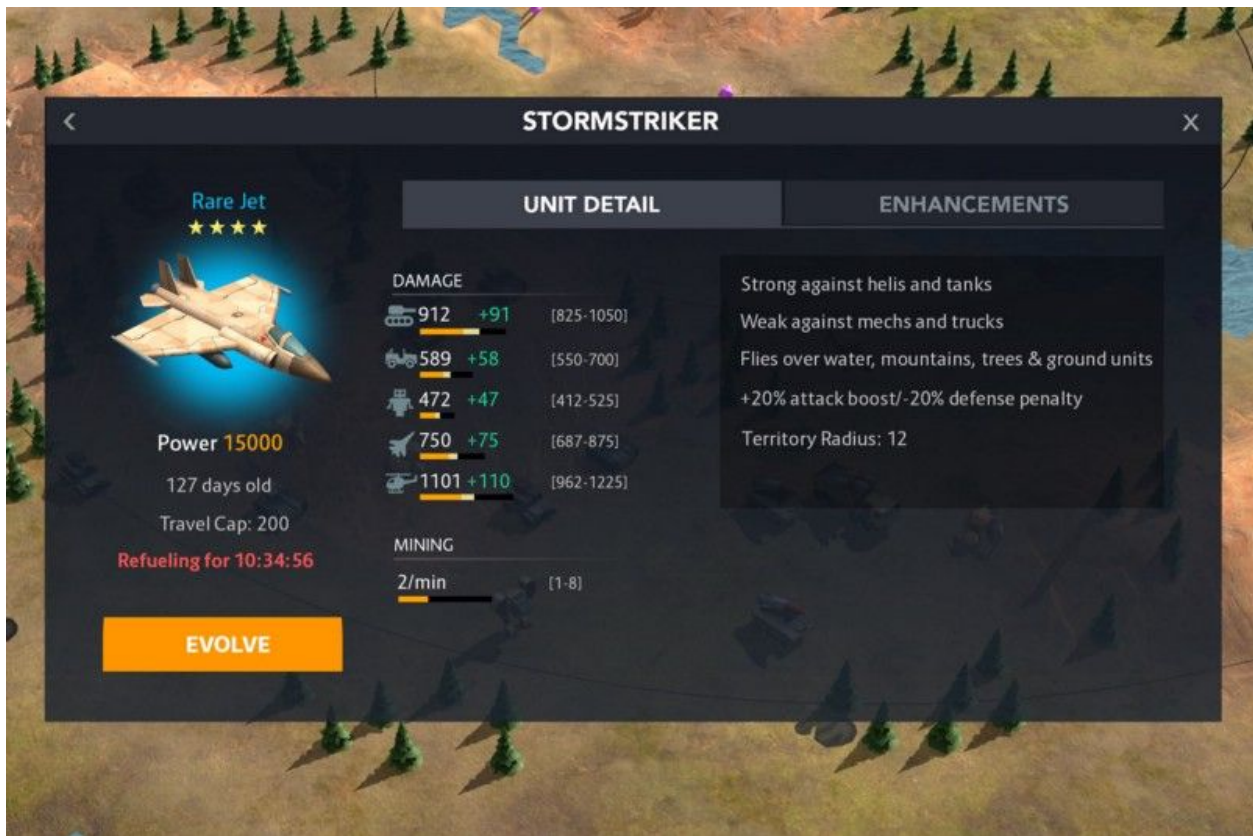 STORMSTRIKER
X
Rare Jet
UNIT DETAIL
ENHANCEMENTS
Power 15000
127 days old
Travel Cap: 200
Refueling for 10:34:56
EVOLVE
DAMAGE
912 +91 [825-1050]
589 +58 [550-700]
472 +47 [412-525]
750 +75 [687-875]
1101 +110 [962-1225]
MINING
2/min [1-8]
Strong against helis and tanks
Weak against mechs and trucks
Flies over water, mountains, trees & ground units
+20% attack boost/-20% defense penalty
Territory Radius: 12